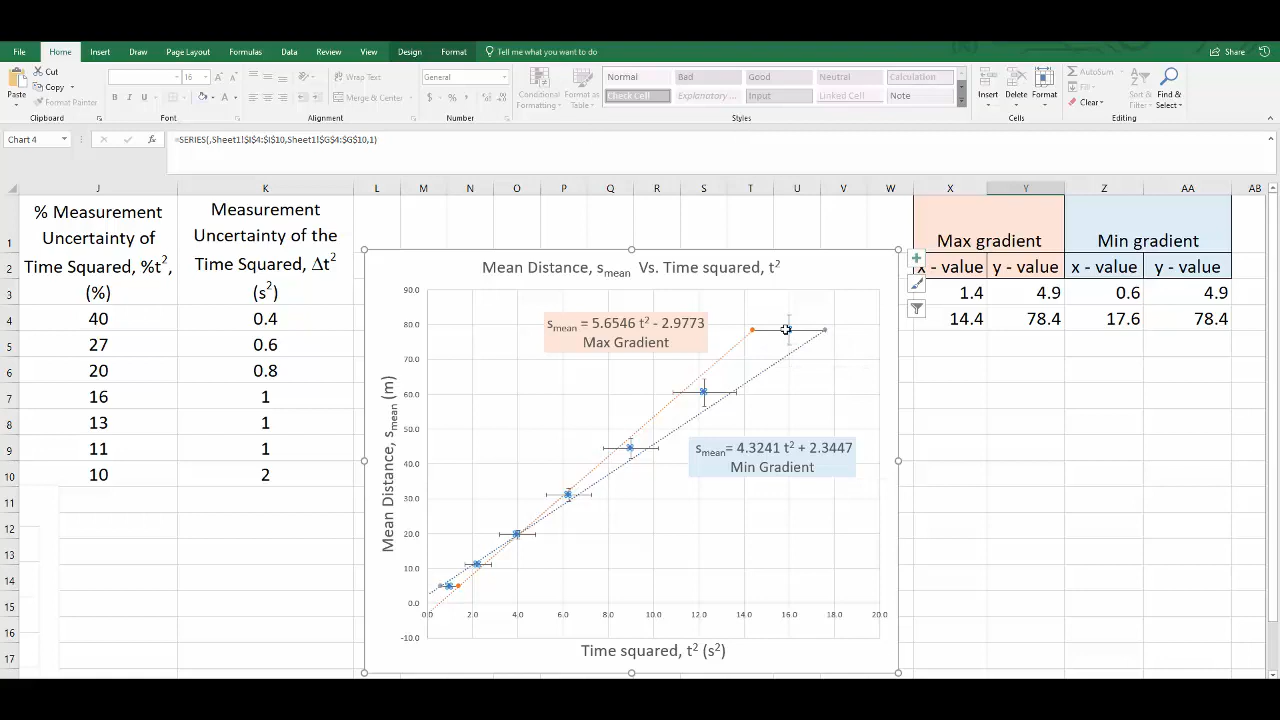 File Home Insert Draw Page Layout Formulas Data Review View Design Format Tell me what you want to do Share
Cut
Copy
Format Painter
Paste
Clipboard
16 A A
B I U
Font
Wrap Text
Merge & Center
Alignment
General
$ % ,
Number
Conditional Formatting
Format as Table
Normal Bad Good Neutral Calculation
Check Cell Explanatory ... Input Linked Cell Note
Styles
Insert Delete Format
Cells
AutoSum
Fill
Clear
Sort & Filter
Find & Select
Editing
Chart 4 fx =SERIES(,Sheet1!$I$4:$I$10,Sheet1!$G$4:$G$10,1)
J K L M N O P Q R S T U V W X Y Z AA AB
1 2 3 4 5 6 7 8 9 10 11 12 13 14 15 16 17
% Measurement
Uncertainty of
Time Squared, %t²,
(%)
40
27
20
16
13
11
10
Measurement
Uncertainty of the
Time Squared, Δt²
(s²)
0.4
0.6
0.8
1
1
1
2
Mean Distance, smean Vs. Time squared, t²
90.0
80.0
70.0
60.0
50.0
40.0
30.0
20.0
10.0
0.0
-10.0
Mean Distance, smean (m)
smean = 5.6546 t² - 2.9773
Max Gradient
smean= 4.3241 t² + 2.3447
Min Gradient
0.0 2.0 4.0 6.0 8.0 10.0 12.0 14.0 16.0 18.0 20.0
Time squared, t² (s²)
Max gradient Min gradient
x - value y - value x - value y - value
1.4 4.9 0.6 4.9
14.4 78.4 17.6 78.4